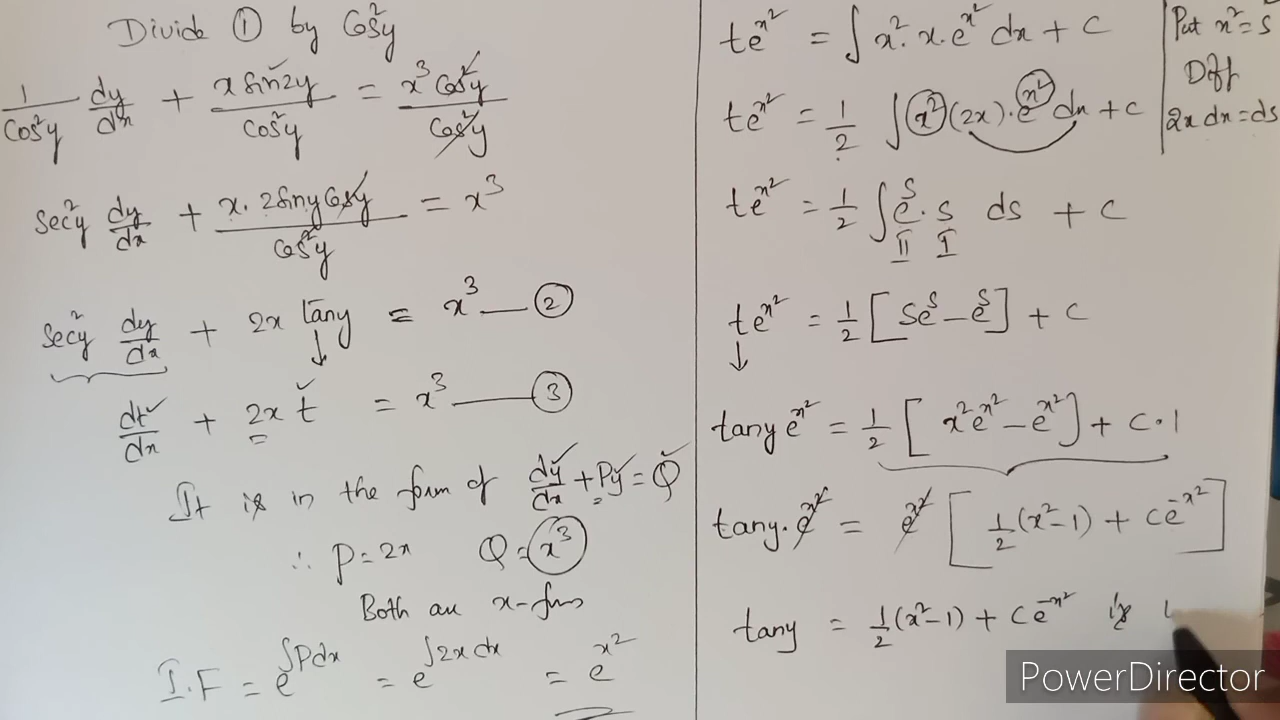 Divide ① by Cos²y
1/Cos²y dy/dx + x Sin2y/Cos²y = x³ Cos²y/Cos²y
Sec²y dy/dx + x. 2Siny Cosy/Cos²y = x³
Sec²y dy/dx + 2x tany = x³ — ②
dt/dx + 2x t = x³ — ③
It is in the form of dy/dx + Py = Q
∴ P = 2x Q = x³
Both are x-funs
I.F = e^∫Pdx = e^∫2x dx = e^x²
te^x² = ∫ x². x. e^x² dx + C
te^x² = 1/2 ∫ x² (2x). e^x² dx + C
te^x² = 1/2 ∫ e^S . S ds + C
II I
te^x² = 1/2 [Se^S – e^S] + C
tany e^x² = 1/2 [x²e^x² – e^x²] + C . 1
tany. e^x² = e^x² [1/2 (x² – 1) + Ce^-x²]
tany = 1/2 (x² – 1) + Ce^-x² is
Put x² = S
Diff
2x dx = ds
PowerDirector